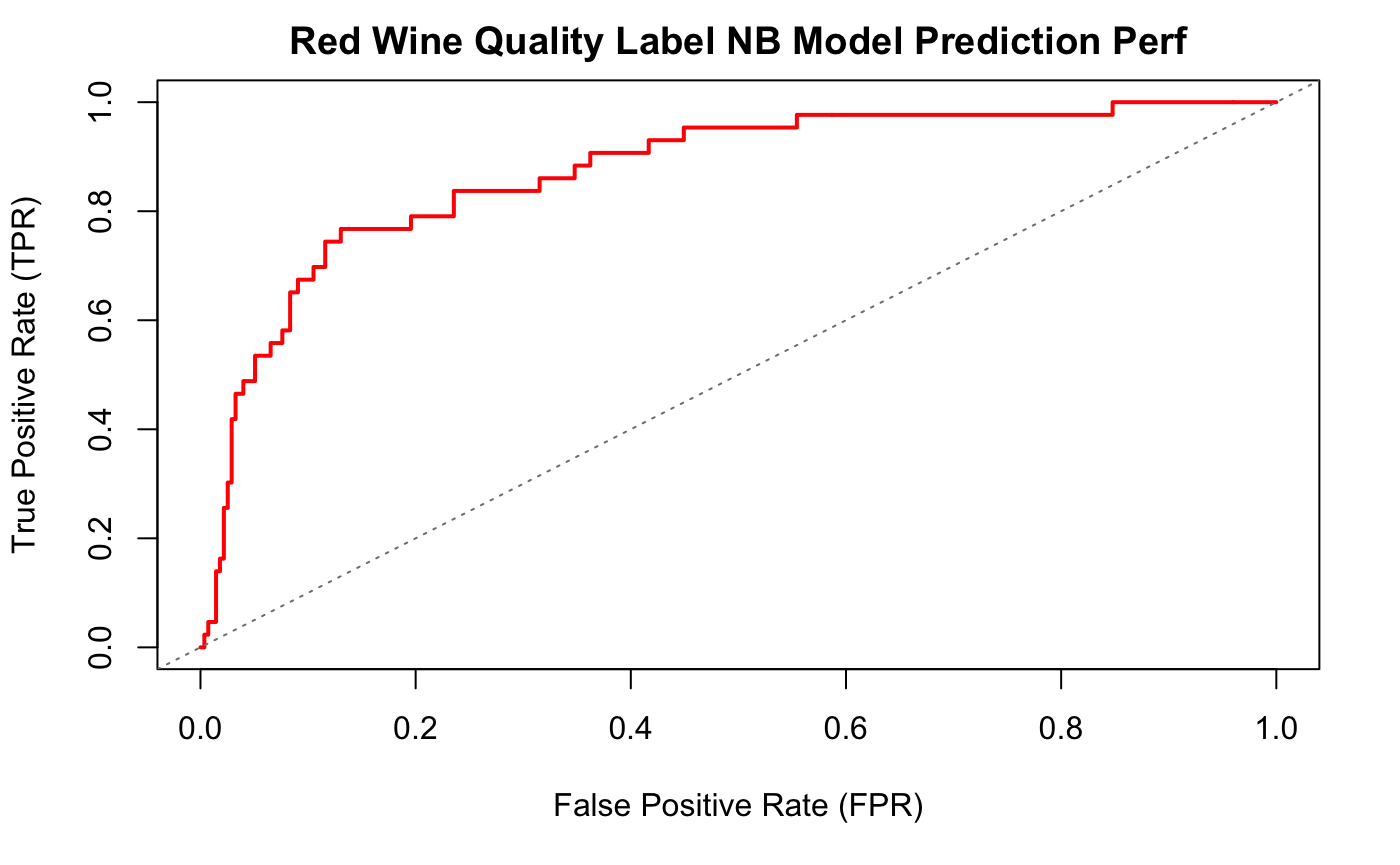 Red Wine Quality Label NB Model Prediction Perf
True Positive Rate (TPR)
1.0
0.8
0.6
0.4
0.2
0.0
0.0 0.2 0.4 0.6 0.8 1.0
False Positive Rate (FPR)